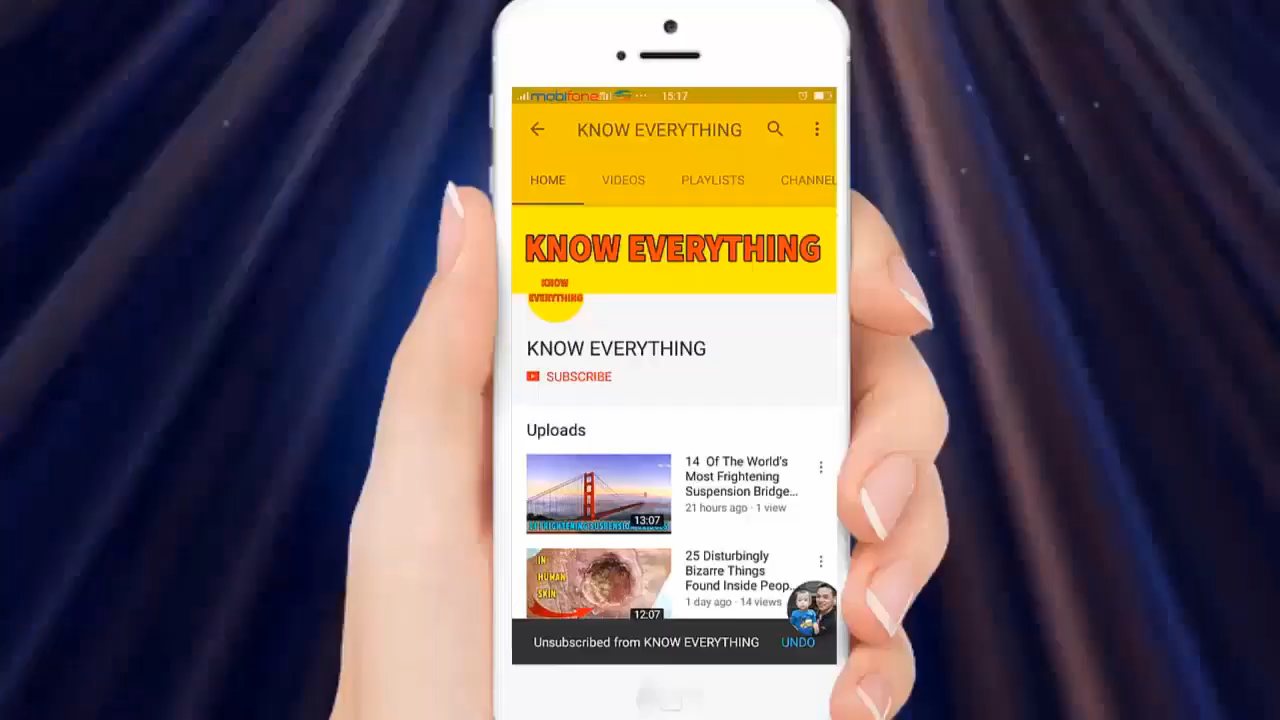 mobifone 15:17
KNOW EVERYTHING
HOME VIDEOS PLAYLISTS CHANNEL
KNOW EVERYTHING
KNOW
EVERYTHING
KNOW EVERYTHING
SUBSCRIBE
Uploads
14 Of The World's
Most Frightening
Suspension Bridge...
21 hours ago · 1 view
13:07
25 Disturbingly
Bizarre Things
Found Inside Peop...
1 day ago · 14 views
IN
HUMAN
SKIN
12:07
Unsubscribed from KNOW EVERYTHING UNDO